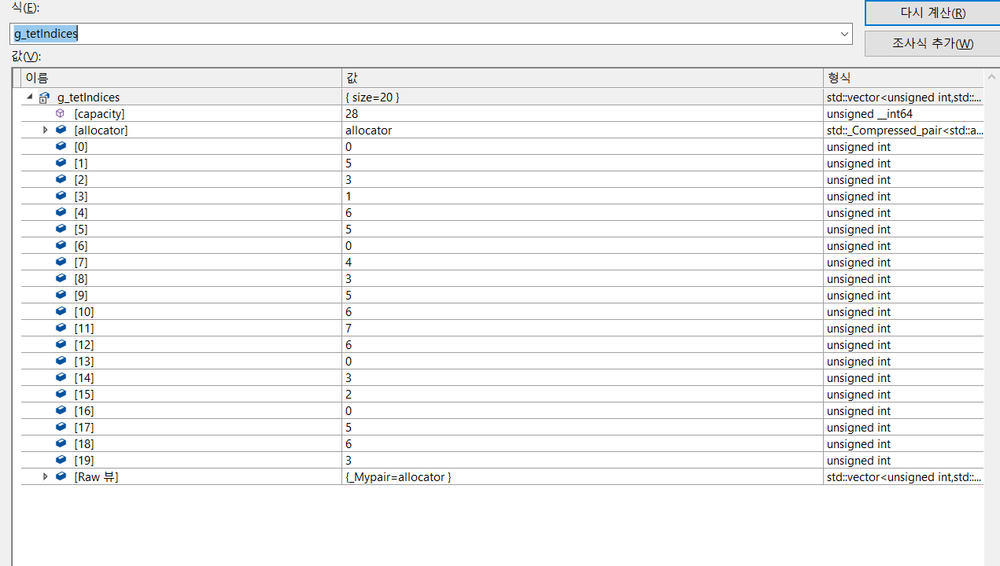 식(E):
다시 계산(R)
g_tetIndices
조사식 추가(W)
값(V):
이름 값 형식
g_tetIndices { size=20 } std::vector<unsigned int,std::...
[capacity] 28 unsigned __int64
[allocator] allocator std::_Compressed_pair<std::a...
[0] 0 unsigned int
[1] 5 unsigned int
[2] 3 unsigned int
[3] 1 unsigned int
[4] 6 unsigned int
[5] 5 unsigned int
[6] 0 unsigned int
[7] 4 unsigned int
[8] 3 unsigned int
[9] 5 unsigned int
[10] 6 unsigned int
[11] 7 unsigned int
[12] 6 unsigned int
[13] 0 unsigned int
[14] 3 unsigned int
[15] 2 unsigned int
[16] 0 unsigned int
[17] 5 unsigned int
[18] 6 unsigned int
[19] 3 unsigned int
[Raw 뷰] {_Mypair=allocator } std::vector<unsigned int,std::...